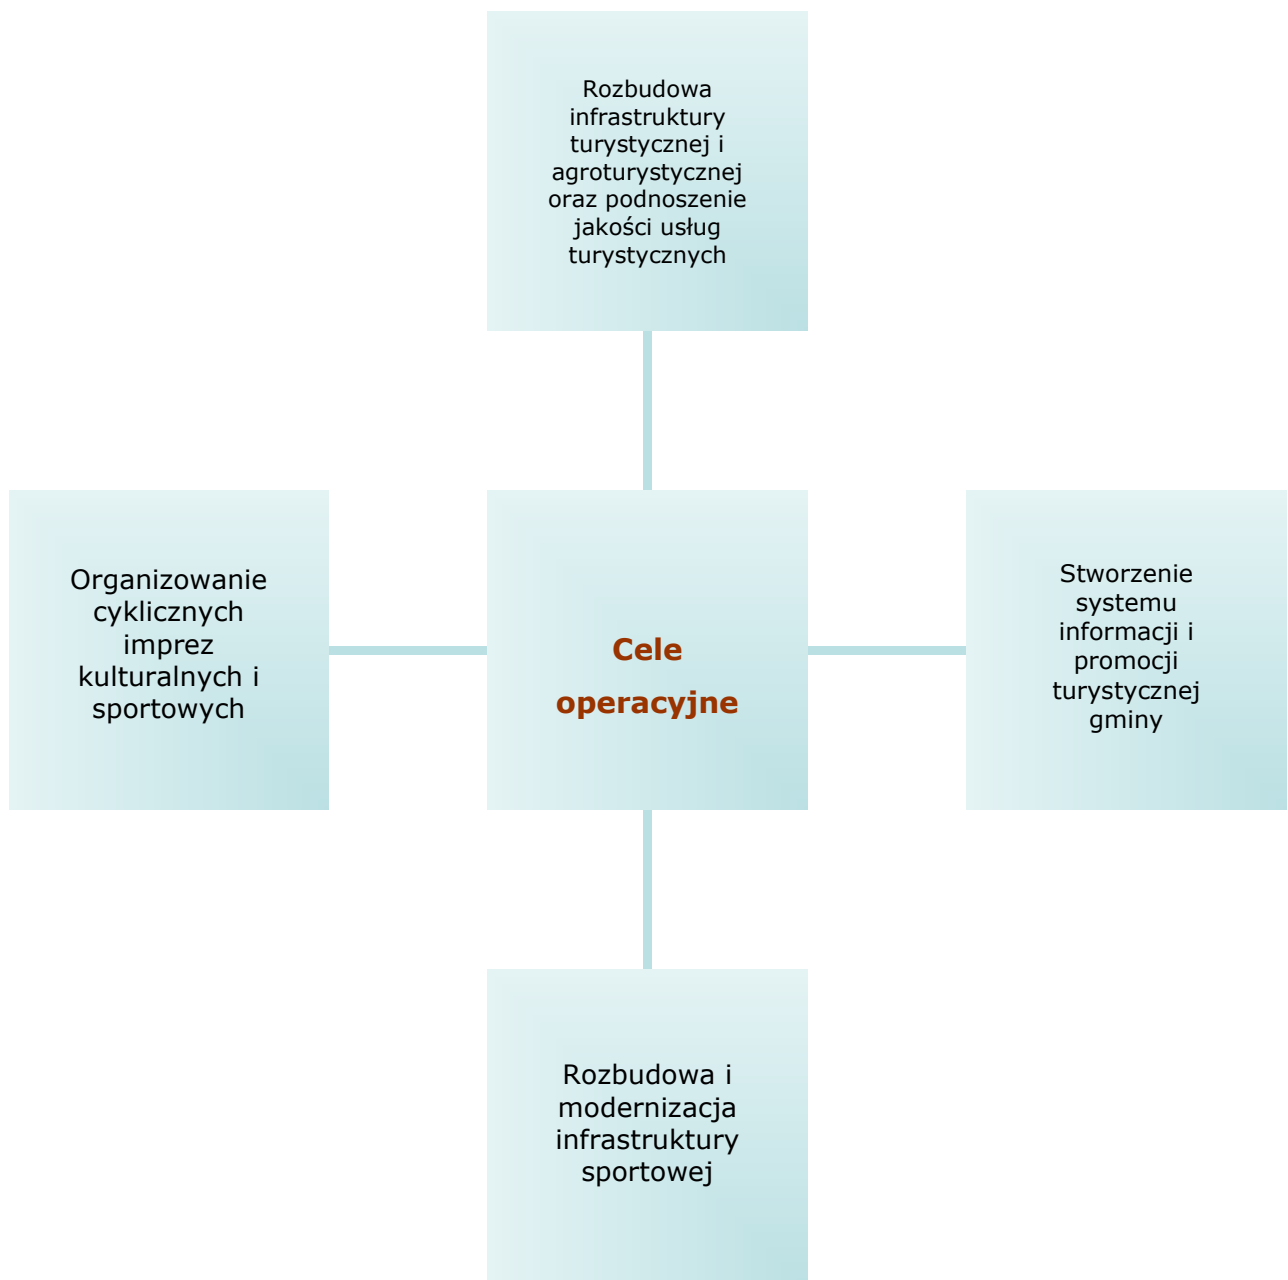 Rozbudowa
infrastruktury
turystycznej i
agroturystycznej
oraz podnoszenie
jakości usług
turystycznych
Organizowanie
cyklicznych
imprez
kulturalnych i
sportowych
Cele
operacyjne
Stworzenie
systemu
informacji i
promocji
turystycznej
gminy
Rozbudowa i
modernizacja
infrastruktury
sportowej